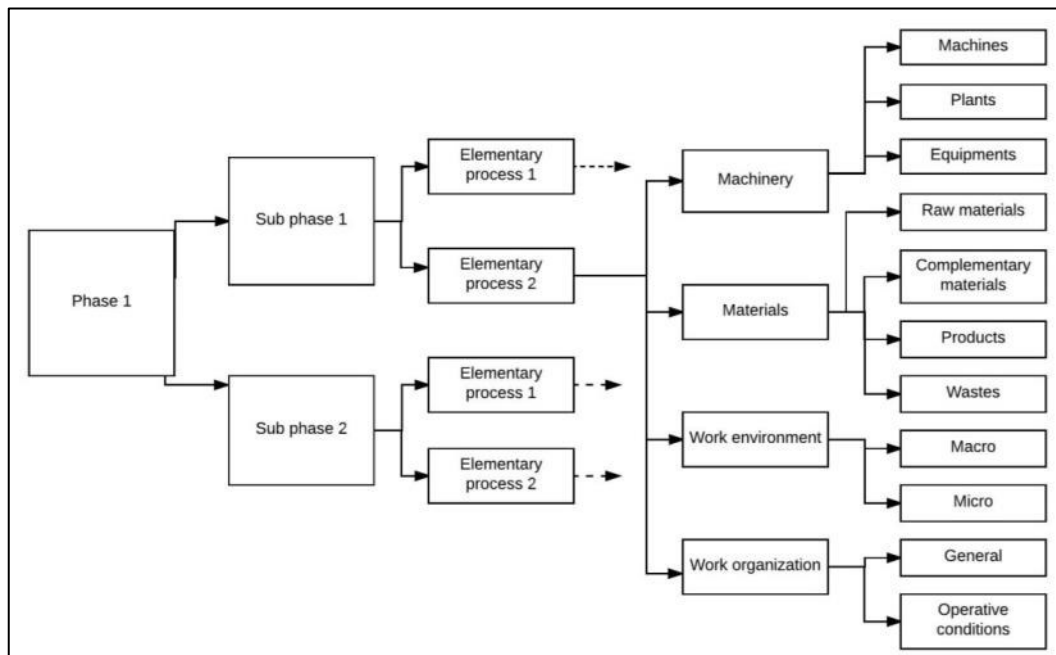 Phase 1
Sub phase 1
Sub phase 2
Elementary
process 1
Elementary
process 2
Elementary
process 1
Elementary
process 2
Machinery
Materials
Work environment
Work organization
Machines
Plants
Equipments
Raw materials
Complementary
materials
Products
Wastes
Macro
Micro
General
Operative
conditions